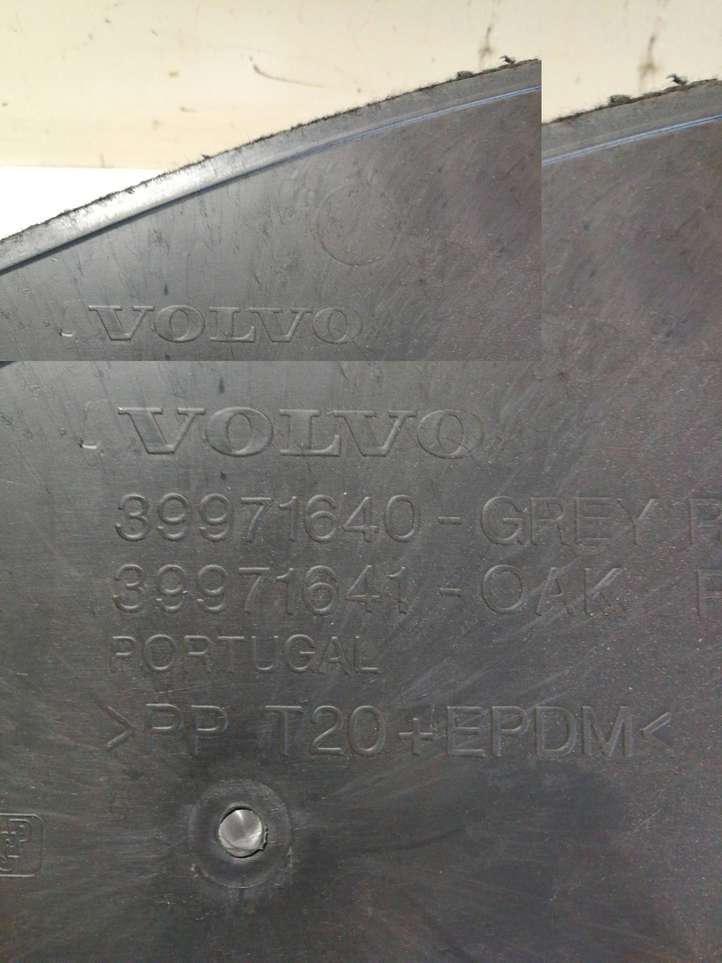 VOLVO
VOLVO
39971640-GREY
39971641-OAK
PORTUGAL
>PP T20+EPDM<